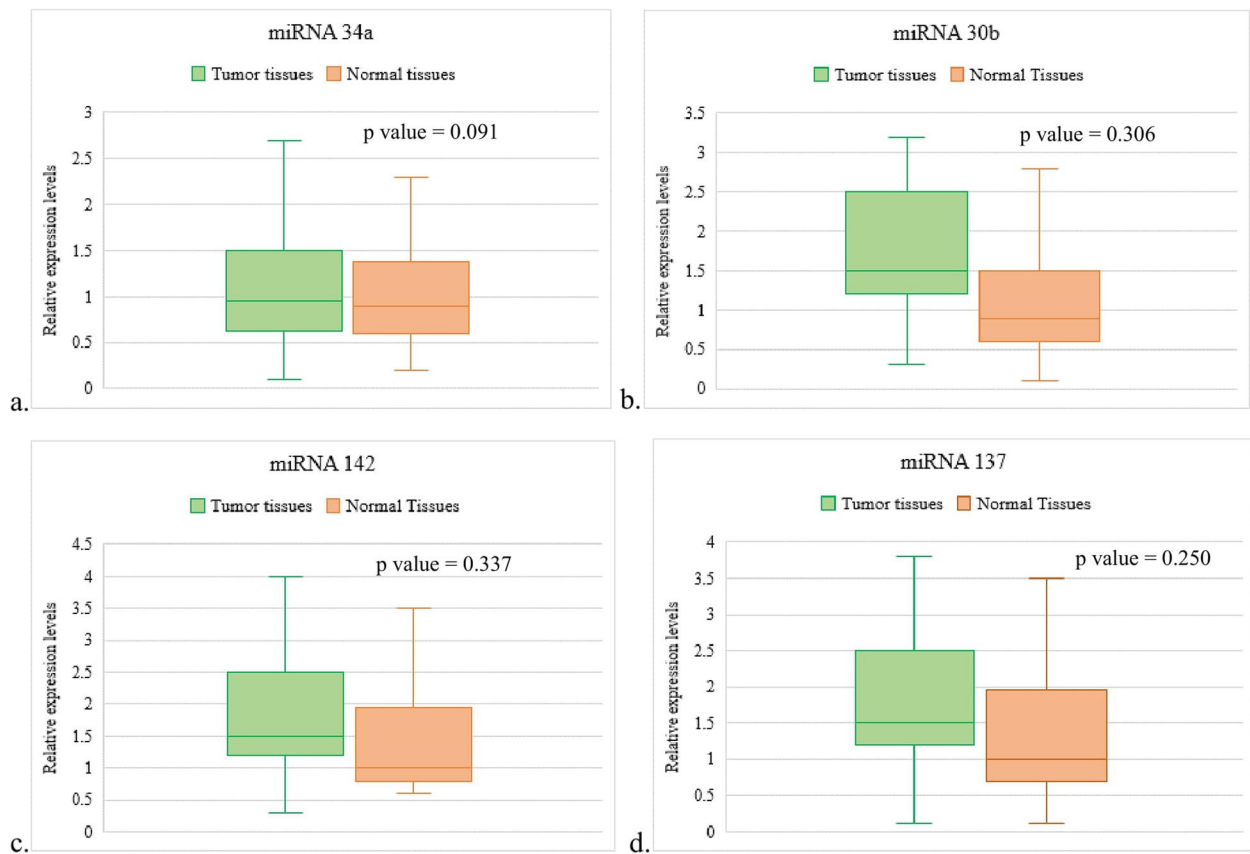 miRNA 34a
Tumor tissues Normal tissues
p value = 0.091
Relative expression levels
3
2.5
2
1.5
1
0.5
0
a.
miRNA 30b
Tumor tissues Normal Tissues
p value = 0.306
Relative expression levels
3.5
3
2.5
2
1.5
1
0.5
0
b.
miRNA 142
Tumor tissues Normal Tissues
p value = 0.337
Relative expression levels
4.5
4
3.5
3
2.5
2
1.5
1
0.5
0
c.
miRNA 137
Tumor tissues Normal Tissues
p value = 0.250
Relative expression levels
4
3.5
3
2.5
2
1.5
1
0.5
0
d.